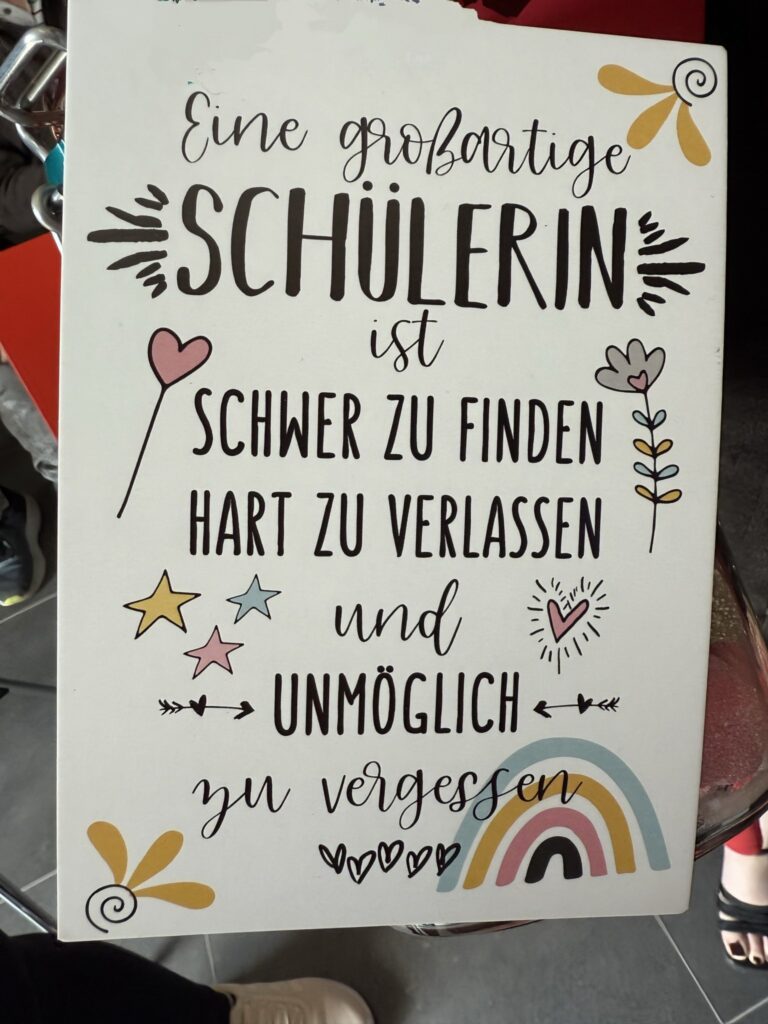 Eine großartige
SCHÜLERIN
ist
SCHWER ZU FINDEN
HART ZU VERLASSEN
und
UNMÖGLICH
zu vergessen